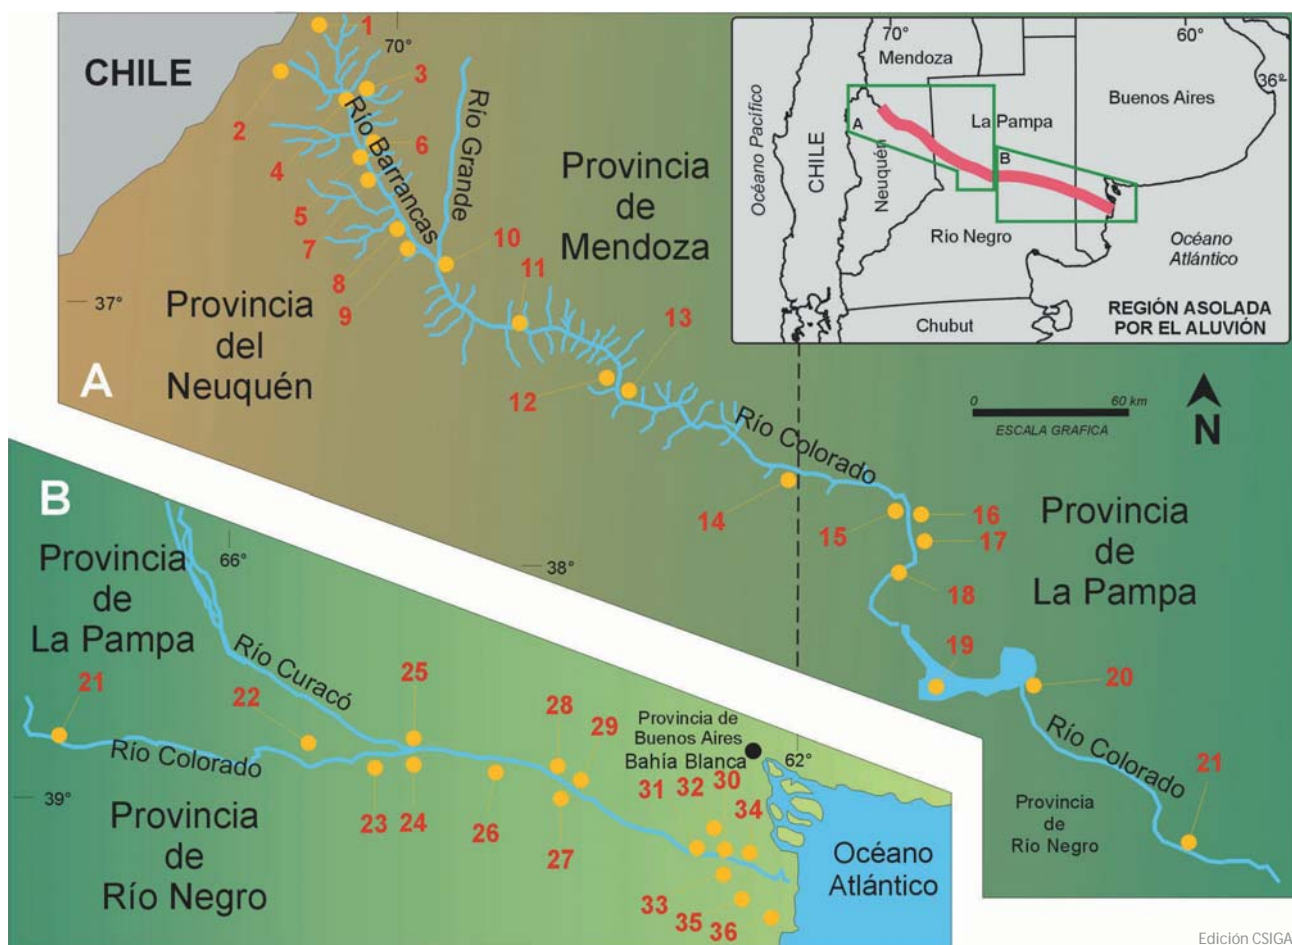 CHILE
1
70°
3
2
Río Barrancas
6
Río Grande
4
5
7
8
9
10
11
Provincia
de
Mendoza
37°
Provincia
del
Neuquén
A
12
13
70°
60°
Mendoza
36°
Buenos Aires
La Pampa
A
B
Océano Pacífico
CHILE
Neuquén
Río Negro
Océano
Atlántico
Chubut
REGIÓN ASOLADA
POR EL ALUVIÓN
0
60 km
ESCALA GRAFICA
N
Río Colorado
14
15
16
17
18
38°
Provincia
de
La Pampa
19
20
Río Colorado
21
Provincia
de
Río Negro
B
Provincia
de
La Pampa
66°
Río Curacó
21
22
25
Río Colorado
39°
Provincia
de
Río Negro
23
24
26
28
29
27
Provincia de
Buenos Aires
Bahía Blanca
62°
31
32
30
34
33
35
36
Océano
Atlántico
Edición CSIGA